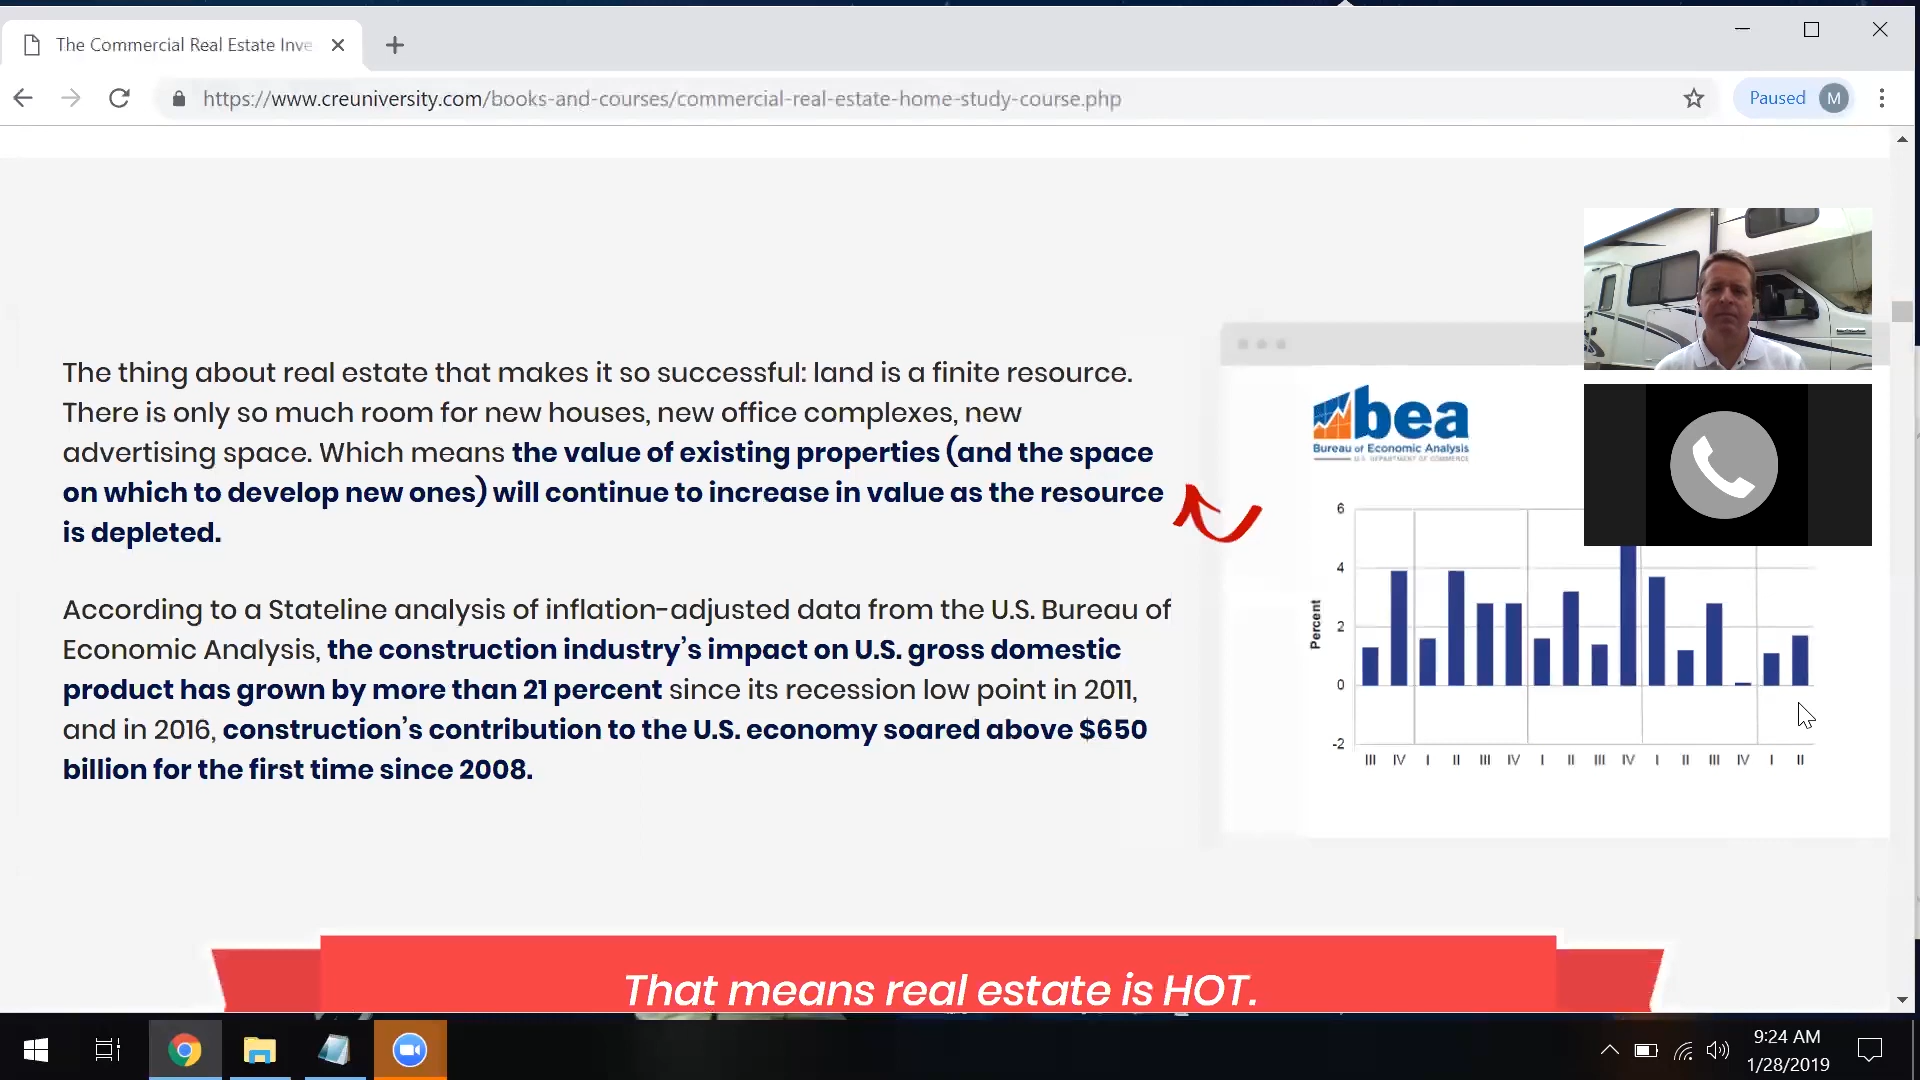 The Commercial Real Estate Inve
https://www.creuniversity.com/books-and-courses/commercial-real-estate-home-study-course.php
Paused M
The thing about real estate that makes it so successful: land is a finite resource.
There is only so much room for new houses, new office complexes, new
advertising space. Which means the value of existing properties (and the space
on which to develop new ones) will continue to increase in value as the resource
is depleted.
According to a Stateline analysis of inflation-adjusted data from the U.S. Bureau of
Economic Analysis, the construction industry's impact on U.S. gross domestic
product has grown by more than 21 percent since its recession low point in 2011,
and in 2016, construction's contribution to the U.S. economy soared above $650
billion for the first time since 2008.
bea
Bureau of Economic Analysis
U.S. DEPARTMENT OF COMMERCE
6
4
2
0
-2
Percent
III IV I II III IV I II III IV I II III IV I II
That means real estate is HOT.
9:24 AM
1/28/2019